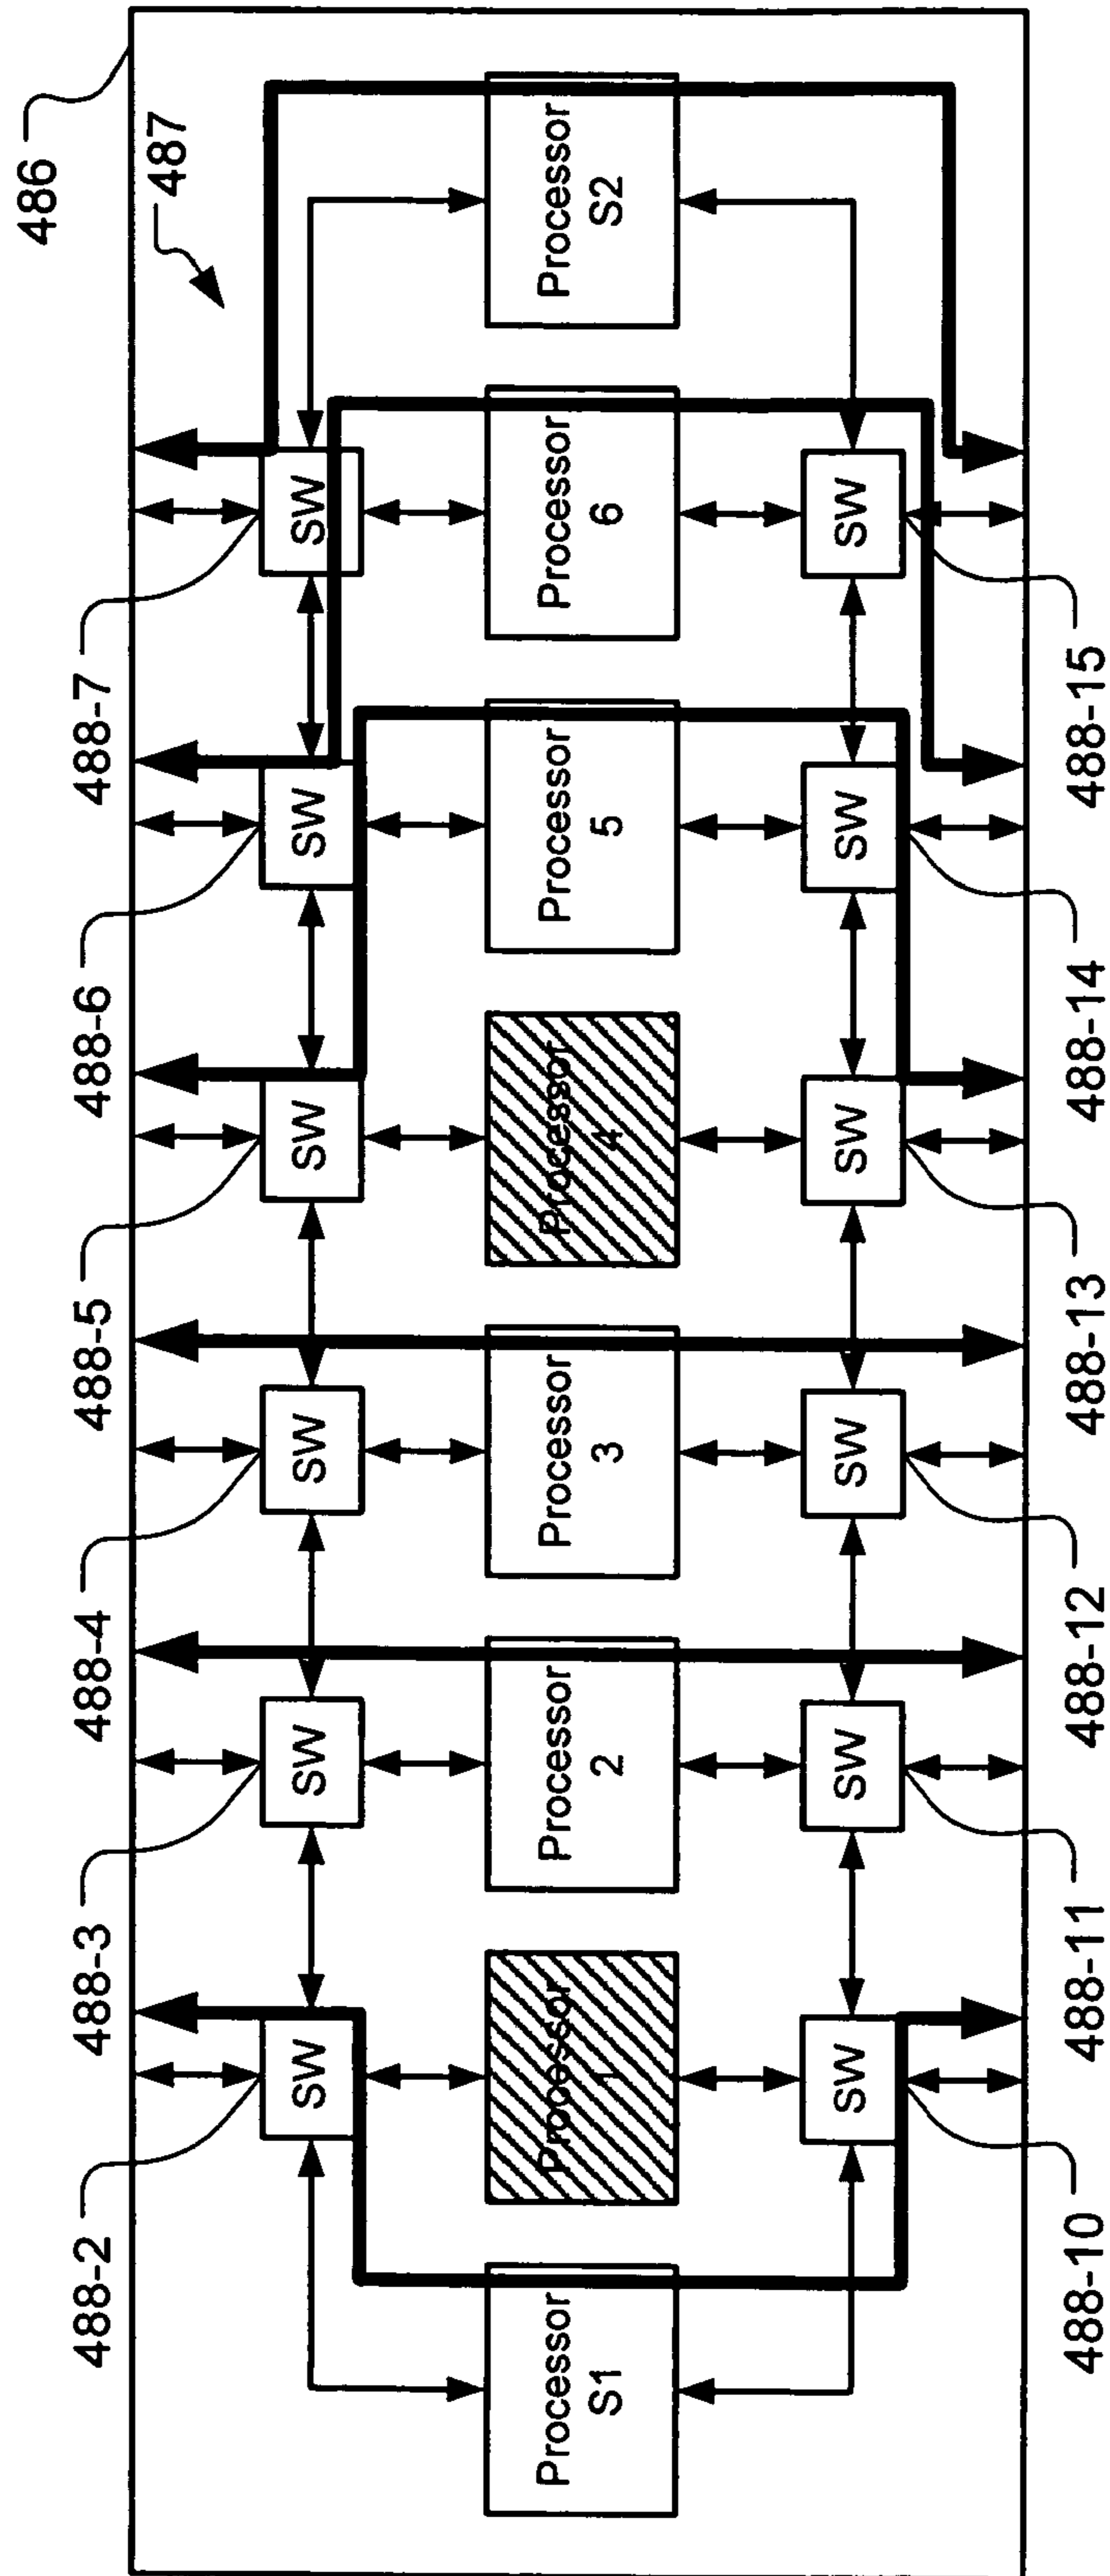 486
487
488-2
488-3
488-4
488-5
488-6
488-7
SW
SW
SW
SW
SW
SW
Processor
S1
Processor
1
Processor
2
Processor
3
Processor
4
Processor
5
Processor
6
Processor
S2
SW
SW
SW
SW
SW
SW
488-10
488-11
488-12
488-13
488-14
488-15